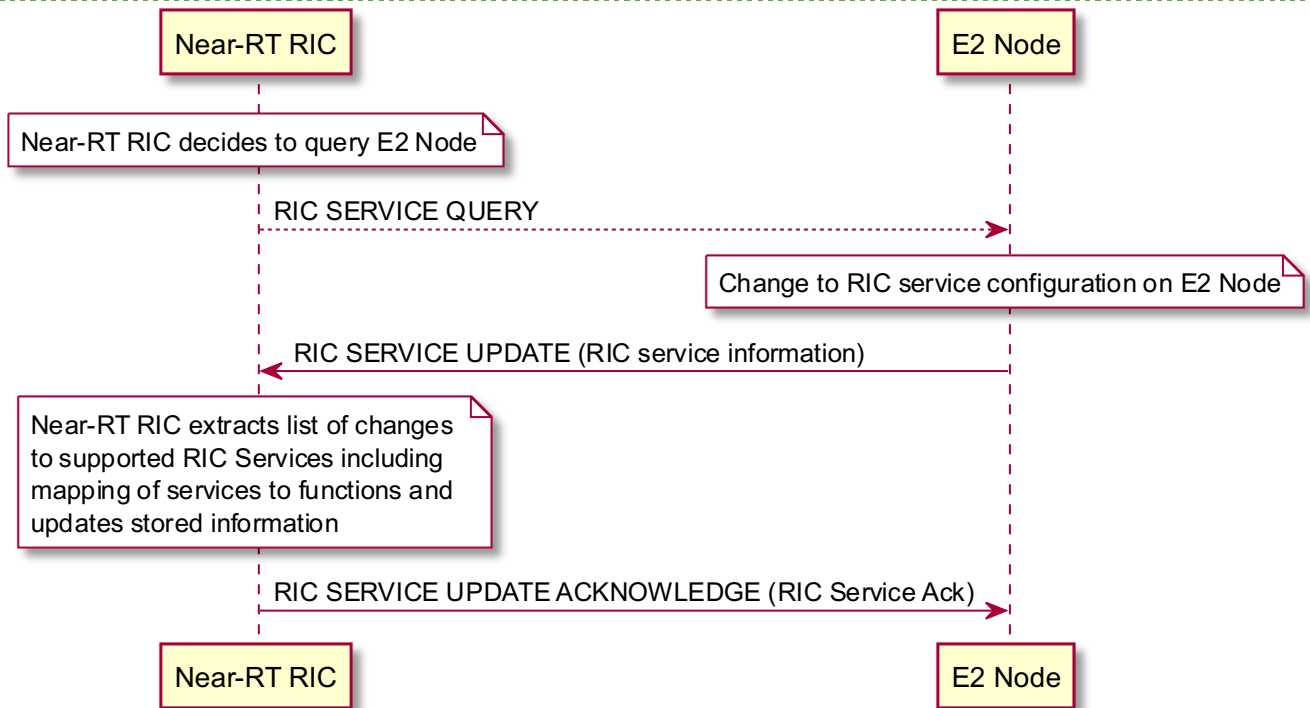 Near-RT RIC
E2 Node
Near-RT RIC decides to query E2 Node
RIC SERVICE QUERY
Change to RIC service configuration on E2 Node
RIC SERVICE UPDATE (RIC service information)
Near-RT RIC extracts list of changes
to supported RIC Services including
mapping of services to functions and
updates stored information
RIC SERVICE UPDATE ACKNOWLEDGE (RIC Service Ack)
Near-RT RIC
E2 Node